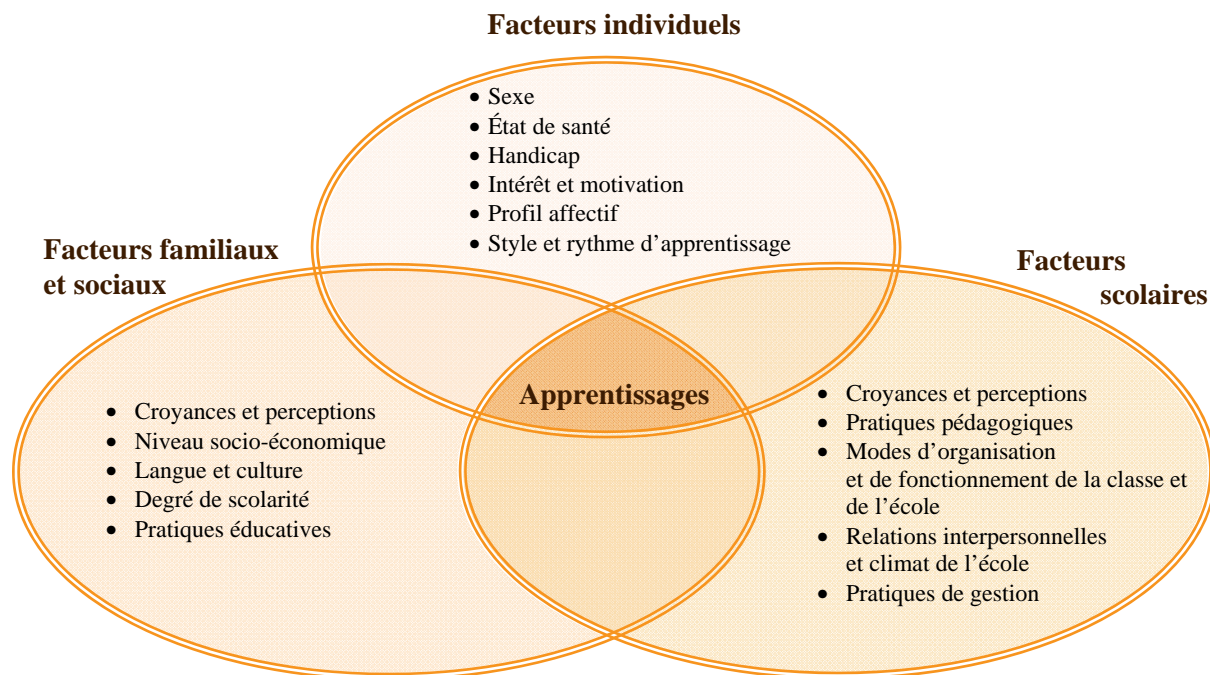 Facteurs individuels
• Sexe
• État de santé
• Handicap
• Intérêt et motivation
• Profil affectif
• Style et rythme d’apprentissage
Facteurs familiaux
et sociaux
Facteurs
scolaires
Apprentissages
• Croyances et perceptions
• Niveau socio-économique
• Langue et culture
• Degré de scolarité
• Pratiques éducatives
• Croyances et perceptions
• Pratiques pédagogiques
• Modes d’organisation
et de fonctionnement de la classe et
de l’école
• Relations interpersonnelles
et climat de l’école
• Pratiques de gestion